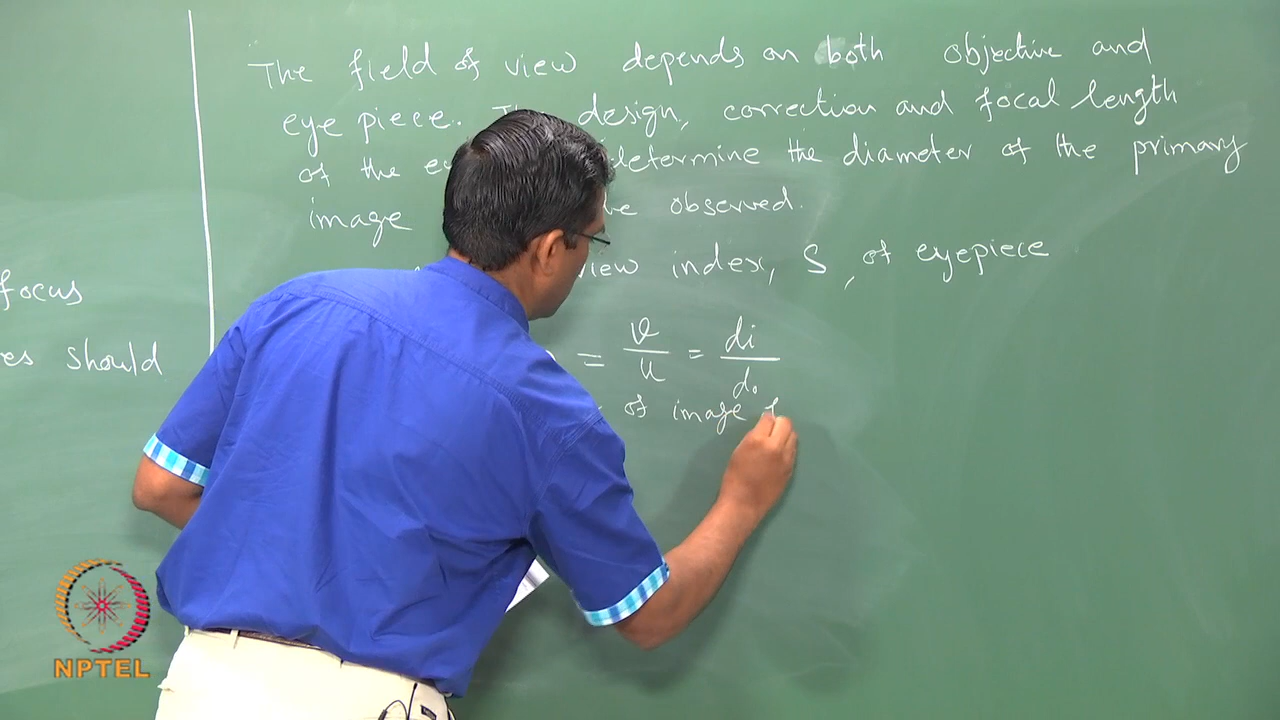 The field of view depends on both objective and
eye piece. design, correction and focal length
of the determine the diameter of the primary
image observed.
view index, S, of eyepiece
focus
= v/u = di/do
es should
of image
NPTEL